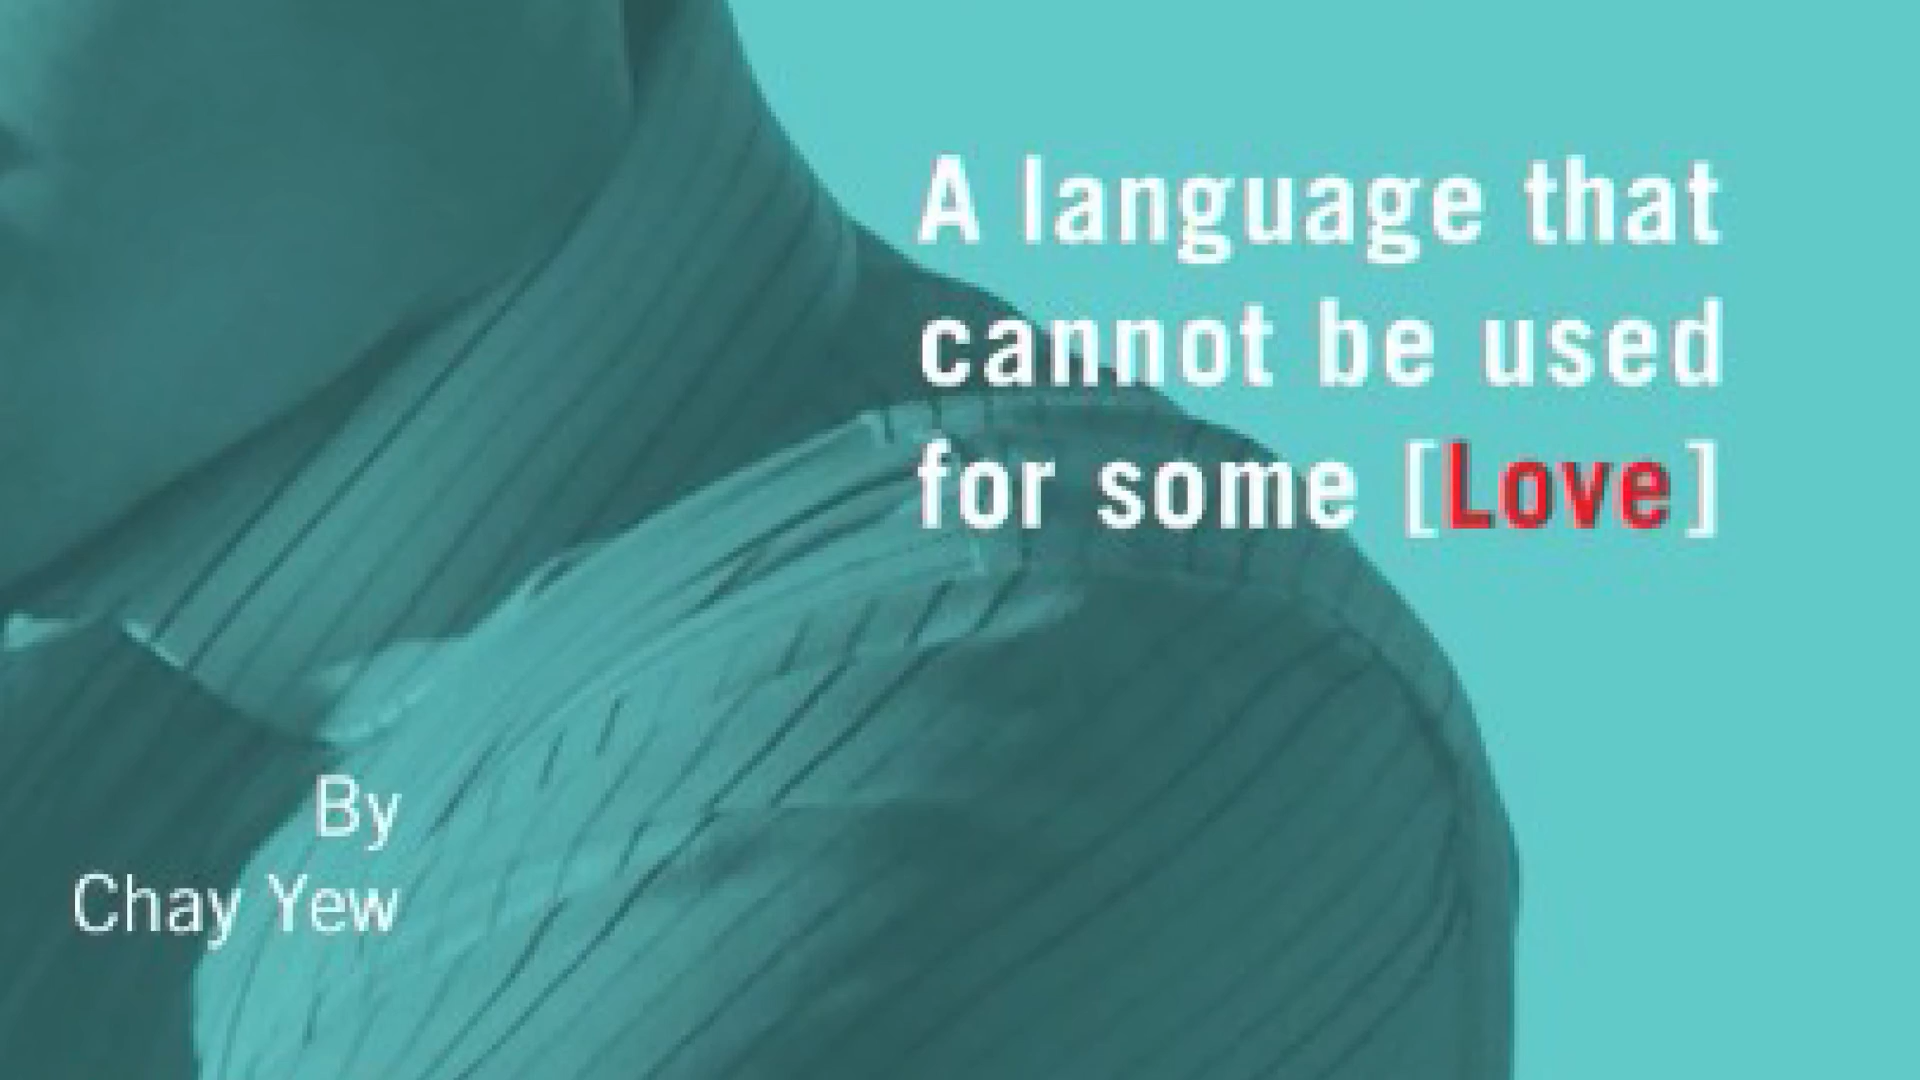 A language that
cannot be used
for some [Love]
By
Chay Yew